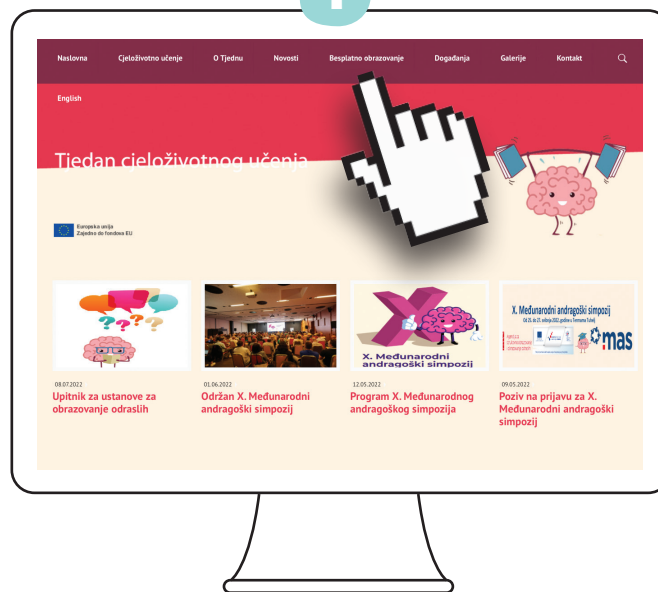 Naslovna Cjeloživotno učenje O Tjednu Novosti Besplatno obrazovanje Događanja Galerije Kontakt
English
Tjedan cjeloživotnog učenja
Europska unija
Zajedno do fondova EU
X. Međunarodni
andragoški simpozij
X. Međunarodni andragoški simpozij
mas
08.07.2022
Upitnik za ustanove za
obrazovanje odraslih
01.06.2022
Održan X. Međunarodni
andragoški simpozij
12.05.2022
Program X. Međunarodnog
andragoškog simpozija
09.05.2022
Poziv na prijavu za X.
Međunarodni andragoški
simpozij